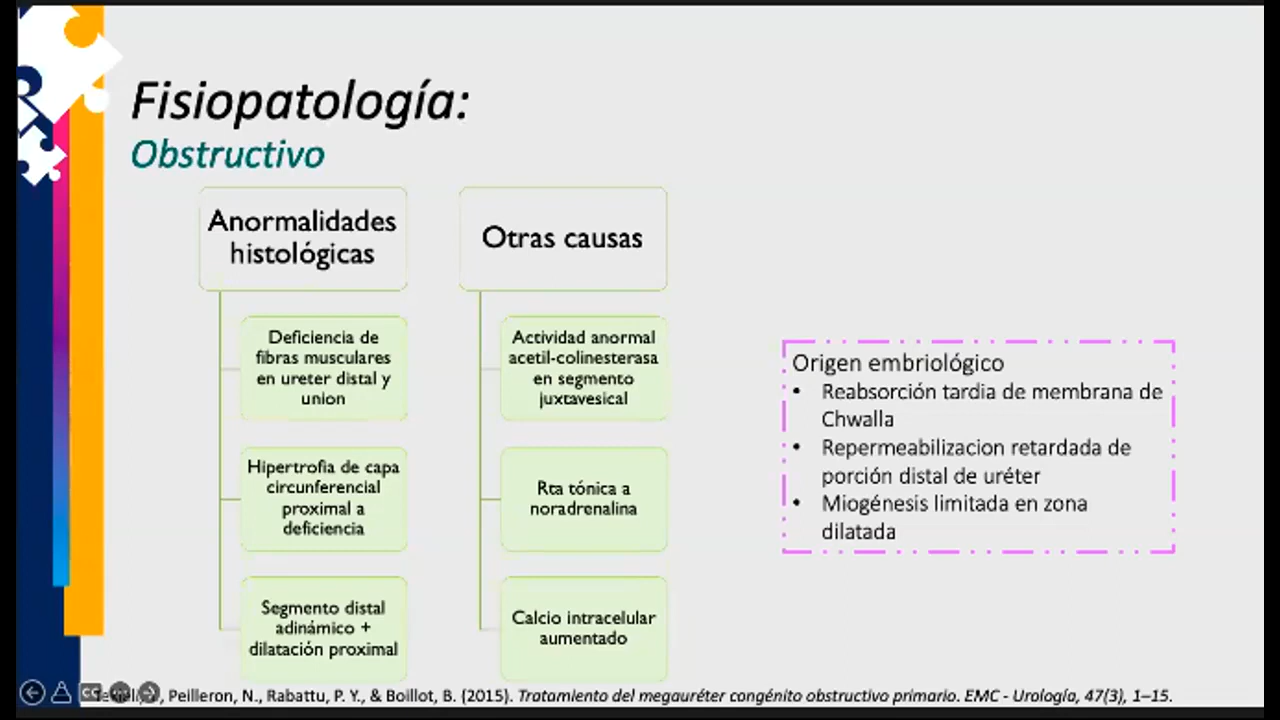 Fisiopatología:
Obstructivo
Anormalidades
histológicas
Deficiencia de
fibras musculares
en ureter distal y
union
Hipertrofia de capa
circunferencial
proximal a
deficiencia
Segmento distal
adinámico +
dilatación proximal
Otras causas
Actividad anormal
acetil-colinesterasa
en segmento
juxtavesical
Rta tónica a
noradrenalina
Calcio intracelular
aumentado
Origen embriológico
• Reabsorción tardia de membrana de
Chwalla
• Repermeabilizacion retardada de
porción distal de uréter
• Miogénesis limitada en zona
dilatada
Peilleron, N., Rabattu, P. Y., & Boillot, B. (2015). Tratamiento del megauréter congénito obstructivo primario. EMC - Urología, 47(3), 1–15.